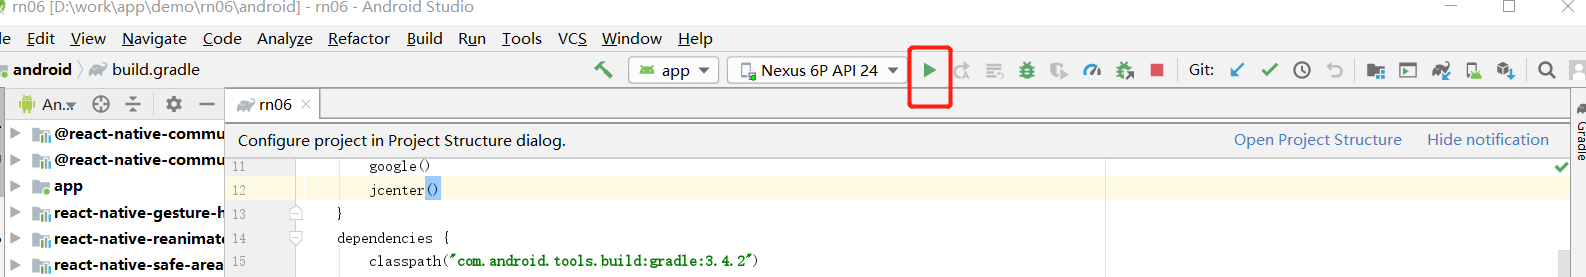 rn06 [D:\work\app\demo\rn06\android] - rn06 - Android Studio
le Edit View Navigate Code Analyze Refactor Build Run Tools VCS Window Help
android build.gradle app Nexus 6P API 24 Git:
An... rn06
@react-native-commu
@react-native-commu
app
react-native-gesture-h
react-native-reanimate
react-native-safe-area
Configure project in Project Structure dialog. Open Project Structure Hide notification
11 google()
12 jcenter()
13 }
14 dependencies {
15 classpath("com.android.tools.build:gradle:3.4.2")
Gradle